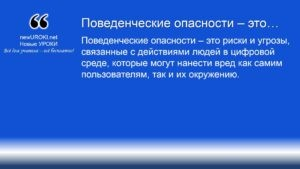 Поведенческие опасности – это…
newUROKI.net
Новые УРОКИ
Всё для учителя – всё бесплатно!
Поведенческие опасности – это риски и угрозы,
связанные с действиями людей в цифровой
среде, которые могут нанести вред как самим
пользователям, так и их окружению.